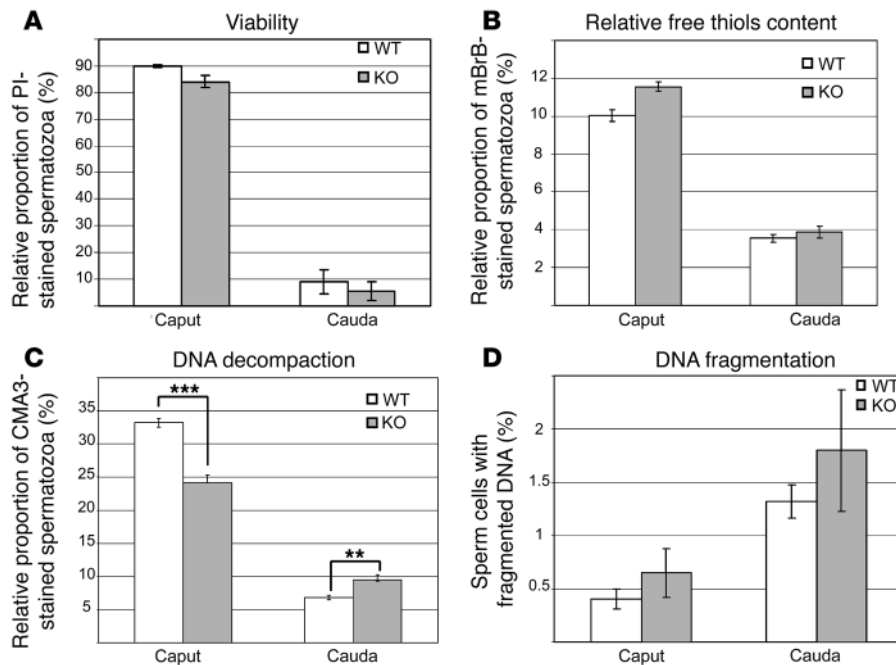 A
Viability
Relative proportion of PI-
stained spermatozoa (%)
90
80
70
60
50
40
30
20
10
WT
KO
Caput
Cauda
B
Relative free thiols content
Relative proportion of mBrB-
stained spermatozoa (%)
12
10
8
6
4
2
WT
KO
Caput
Cauda
C
DNA decompaction
Relative proportion of CMA3-
stained spermatozoa (%)
35
30
25
20
15
10
5
***
**
WT
KO
Caput
Cauda
D
DNA fragmentation
Sperm cells with
fragmented DNA (%)
2
1.5
1
0.5
WT
KO
Caput
Cauda